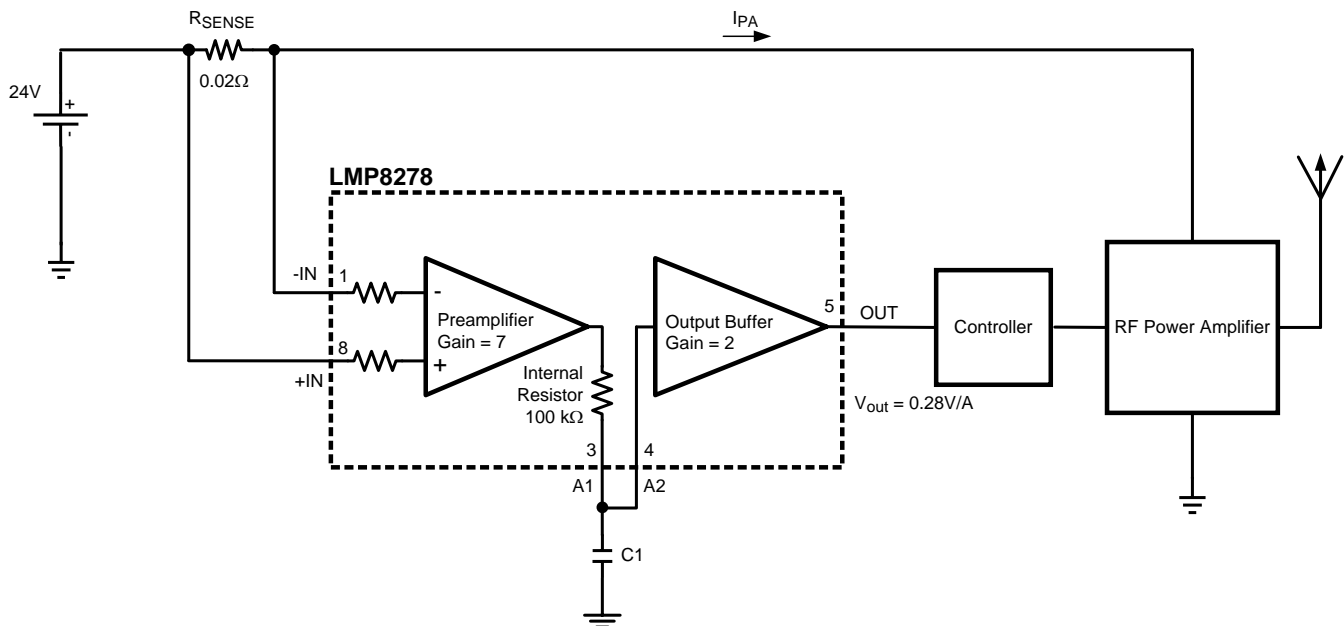 RSENSE
IPA
0.02Ω
24V
+
-
LMP8278
-IN
1
-
Preamplifier
Gain = 7
8
+
+IN
Internal
Resistor
100 kΩ
Output Buffer
Gain = 2
5
OUT
Controller
RF Power Amplifier
Vout = 0.28V/A
3
4
A1
A2
C1